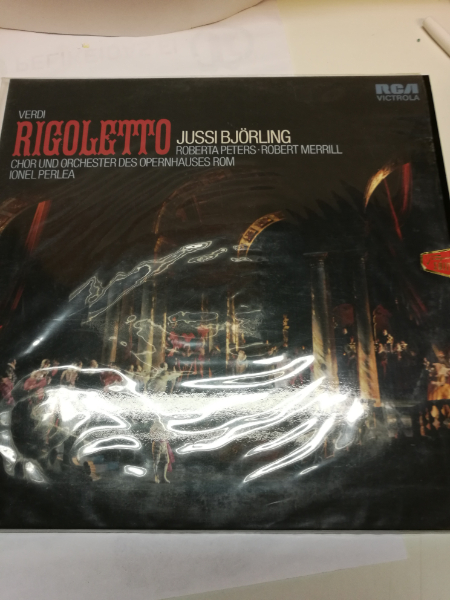 RCA
VICTROLA
VERDI
RIGOLETTO JUSSI BJÖRLING
ROBERTA PETERS · ROBERT MERRILL
CHOR UND ORCHESTER DES OPERNHAUSES ROM
IONEL PERLEA